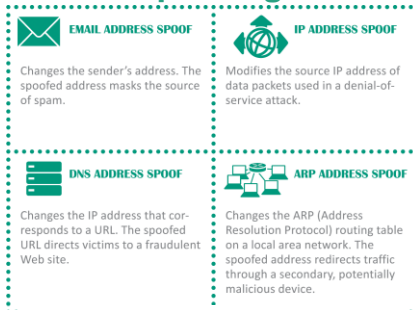 EMAIL ADDRESS SPOOF
Changes the sender's address. The
spoofed address masks the source
of spam.
IP ADDRESS SPOOF
Modifies the source IP address of
data packets used in a denial-of-
service attack.
DNS ADDRESS SPOOF
Changes the IP address that cor-
responds to a URL. The spoofed
URL directs victims to a fraudulent
Web site.
ARP ADDRESS SPOOF
Changes the ARP (Address
Resolution Protocol) routing table
on a local area network. The
spoofed address redirects traffic
through a secondary, potentially
malicious device.